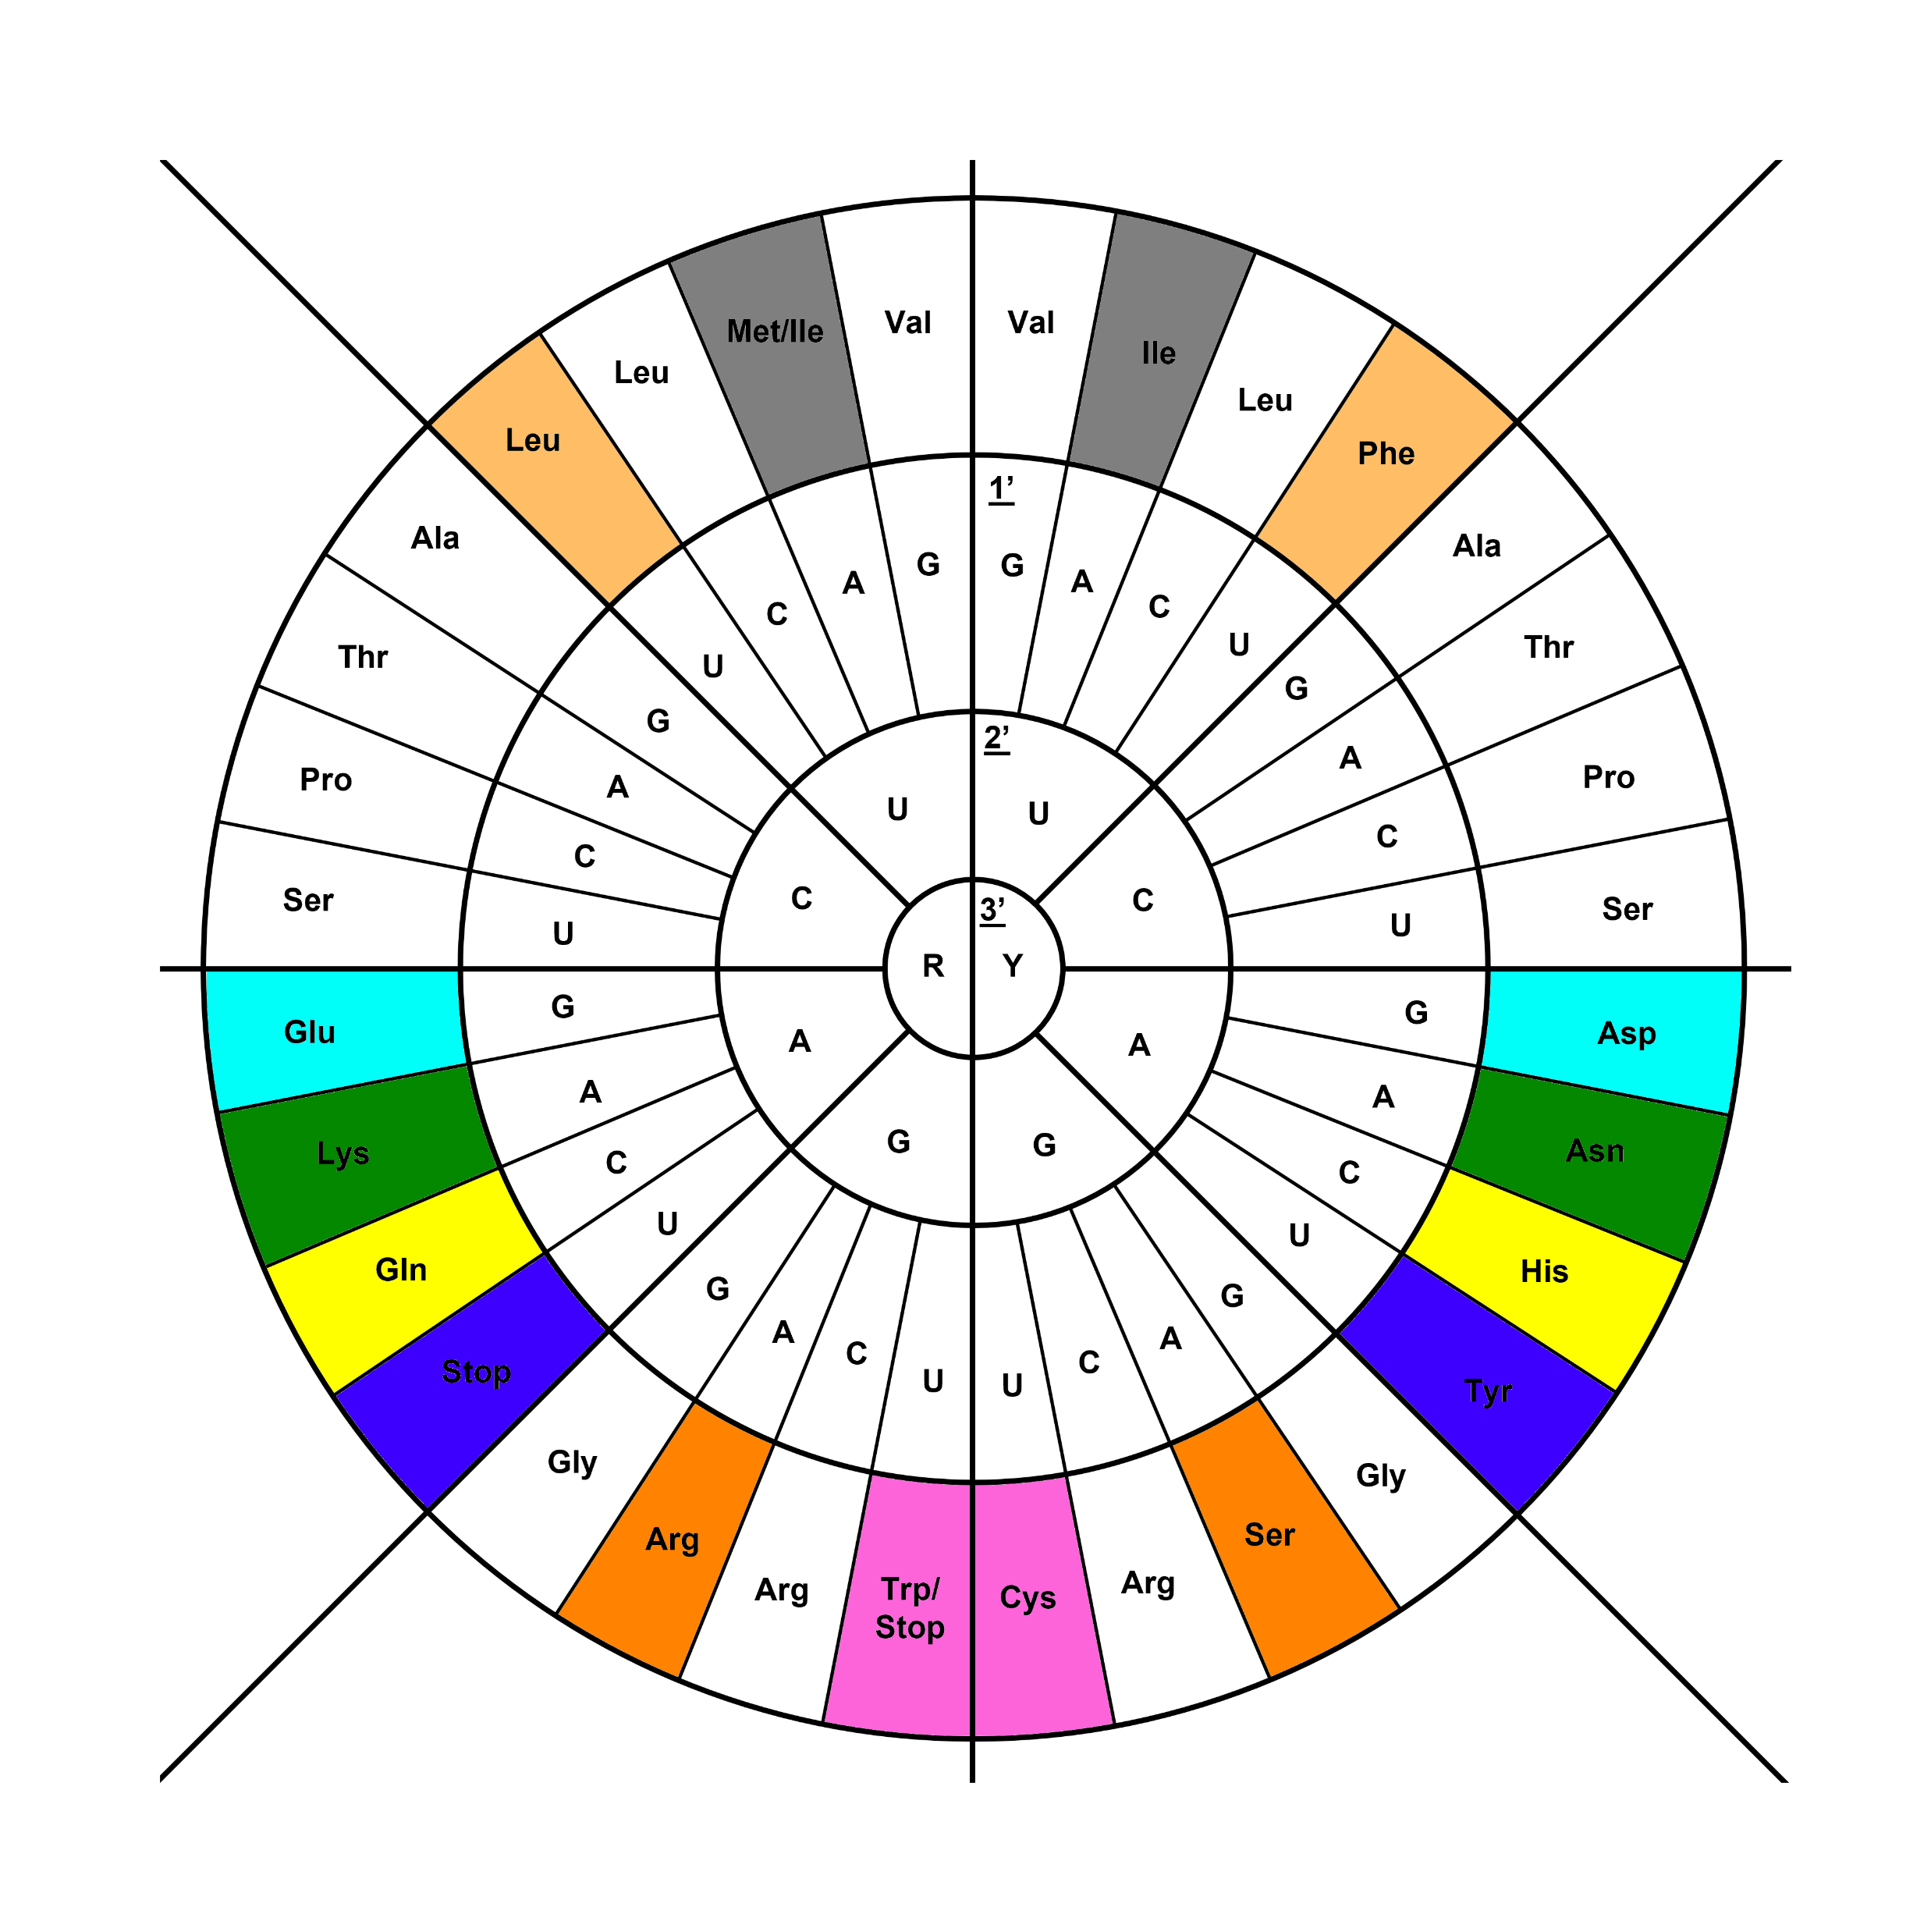 Val Val
Met/Ile Ile
Leu Leu
Leu Phe
1’
G G
A A
C C
U U
Ala Ala
G G
Thr Thr
2’
U U
A A
Pro Pro
C C
C C
3’
Ser Ser
U U
R Y
G G
Glu Asp
A A
A A
Lys Asn
G G
C C
U U
Gln His
G G
A A
C C
Stop Tyr
U U
Gly Gly
Arg Ser
Arg Arg
Trp/ Cys
Stop